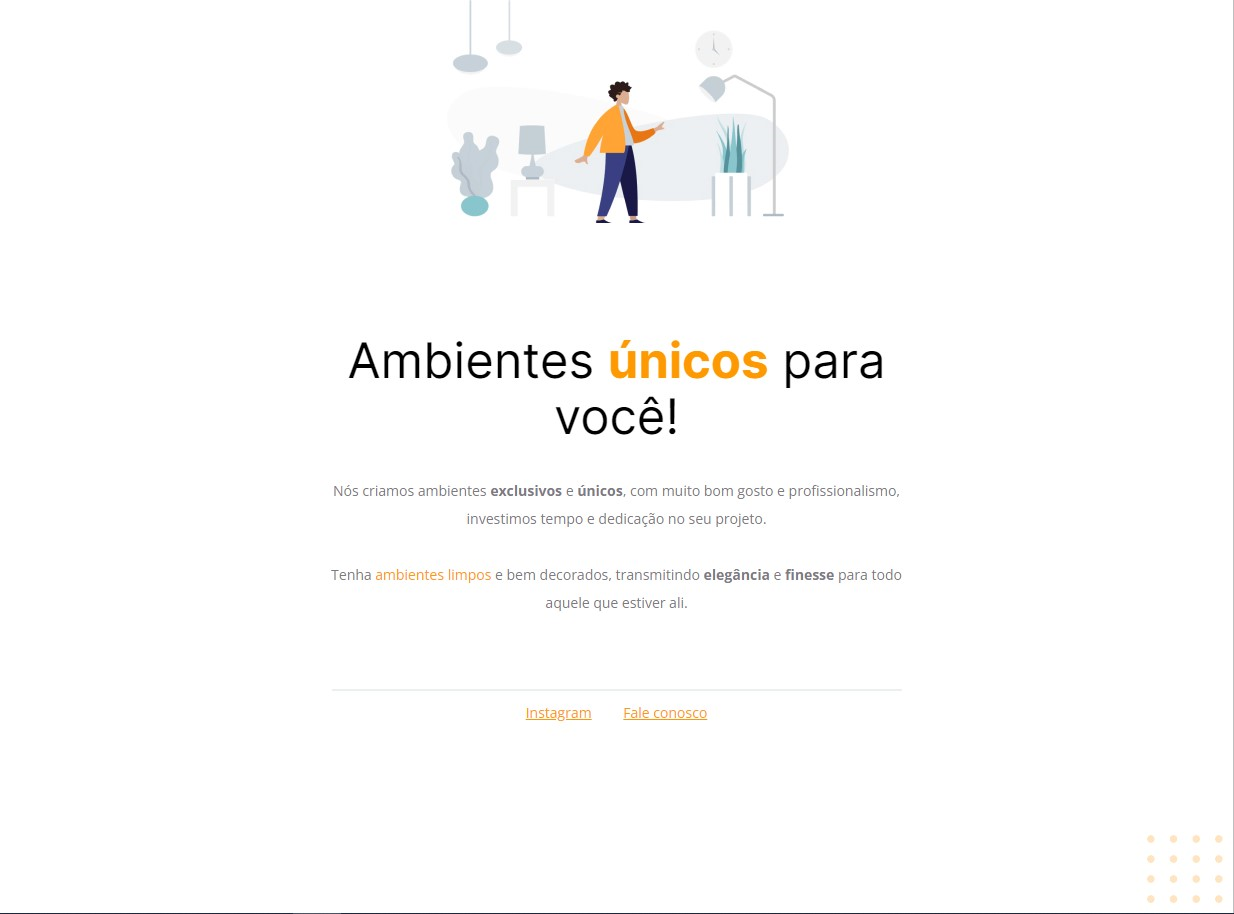 Ambientes únicos para
você!
Nós criamos ambientes exclusivos e únicos, com muito bom gosto e profissionalismo,
investimos tempo e dedicação no seu projeto.
Tenha ambientes limpos e bem decorados, transmitindo elegância e finesse para todo
aquele que estiver ali.
Instagram Fale conosco